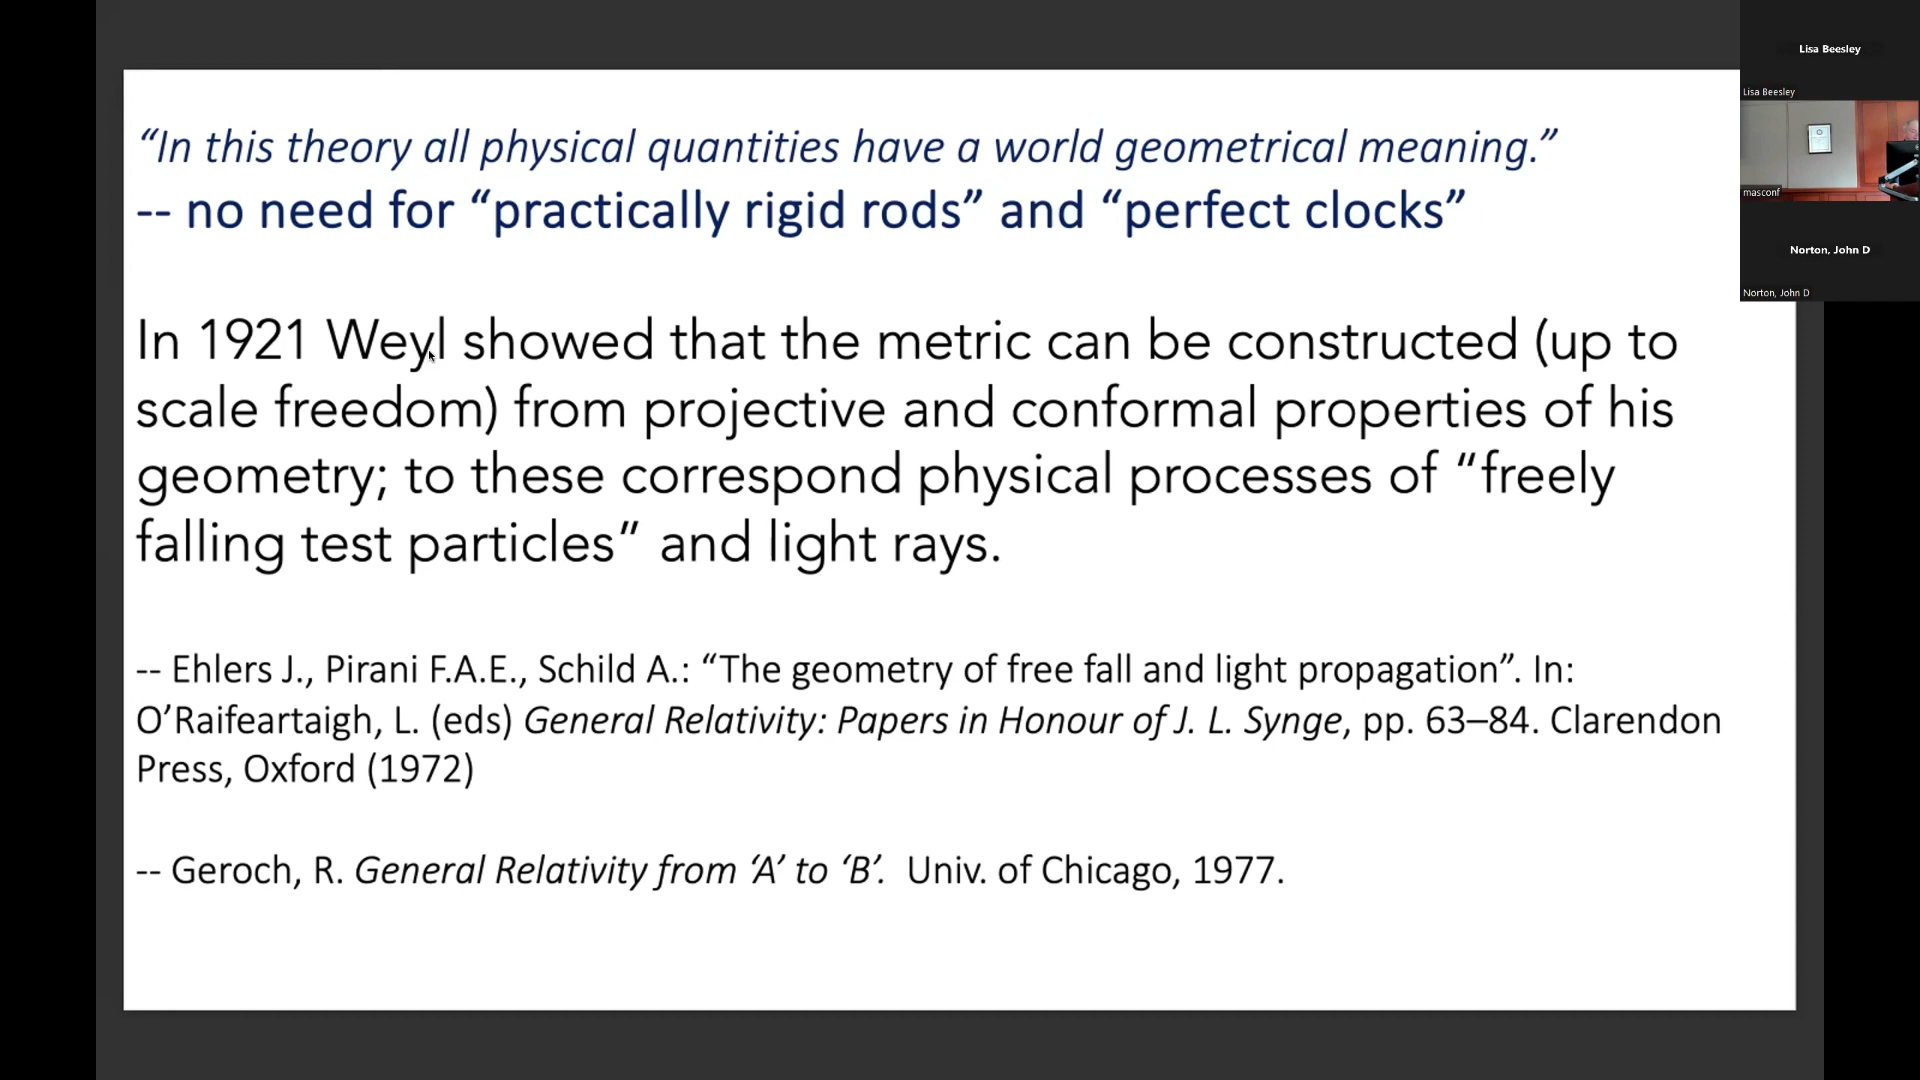 “In this theory all physical quantities have a world geometrical meaning.”
-- no need for “practically rigid rods” and “perfect clocks”
In 1921 Weyl showed that the metric can be constructed (up to
scale freedom) from projective and conformal properties of his
geometry; to these correspond physical processes of “freely
falling test particles” and light rays.
-- Ehlers J., Pirani F.A.E., Schild A.: “The geometry of free fall and light propagation”. In:
O’Raifeartaigh, L. (eds) General Relativity: Papers in Honour of J. L. Synge, pp. 63–84. Clarendon
Press, Oxford (1972)
-- Geroch, R. General Relativity from ‘A’ to ‘B’. Univ. of Chicago, 1977.
Lisa Beesley
Lisa Beesley
masconf
Norton, John D
Norton, John D